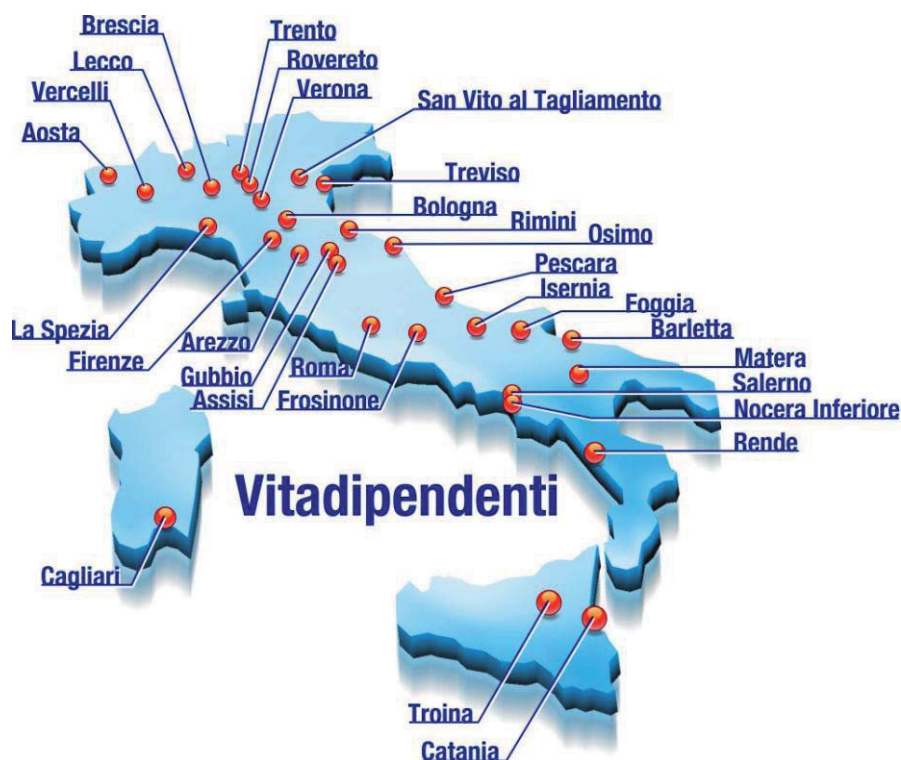 Brescia
Trento
Lecco
Rovereto
Vercelli
Verona
San Vito al Tagliamento
Aosta
Treviso
Bologna
Rimini
Osimo
Pescara
Isernia
Foggia
La Spezia
Barletta
Arezzo
Firenze
Roma
Matera
Gubbio
Salerno
Assisi
Frosinone
Nocera Inferiore
Rende
Vitadipendenti
Cagliari
Troina
Catania